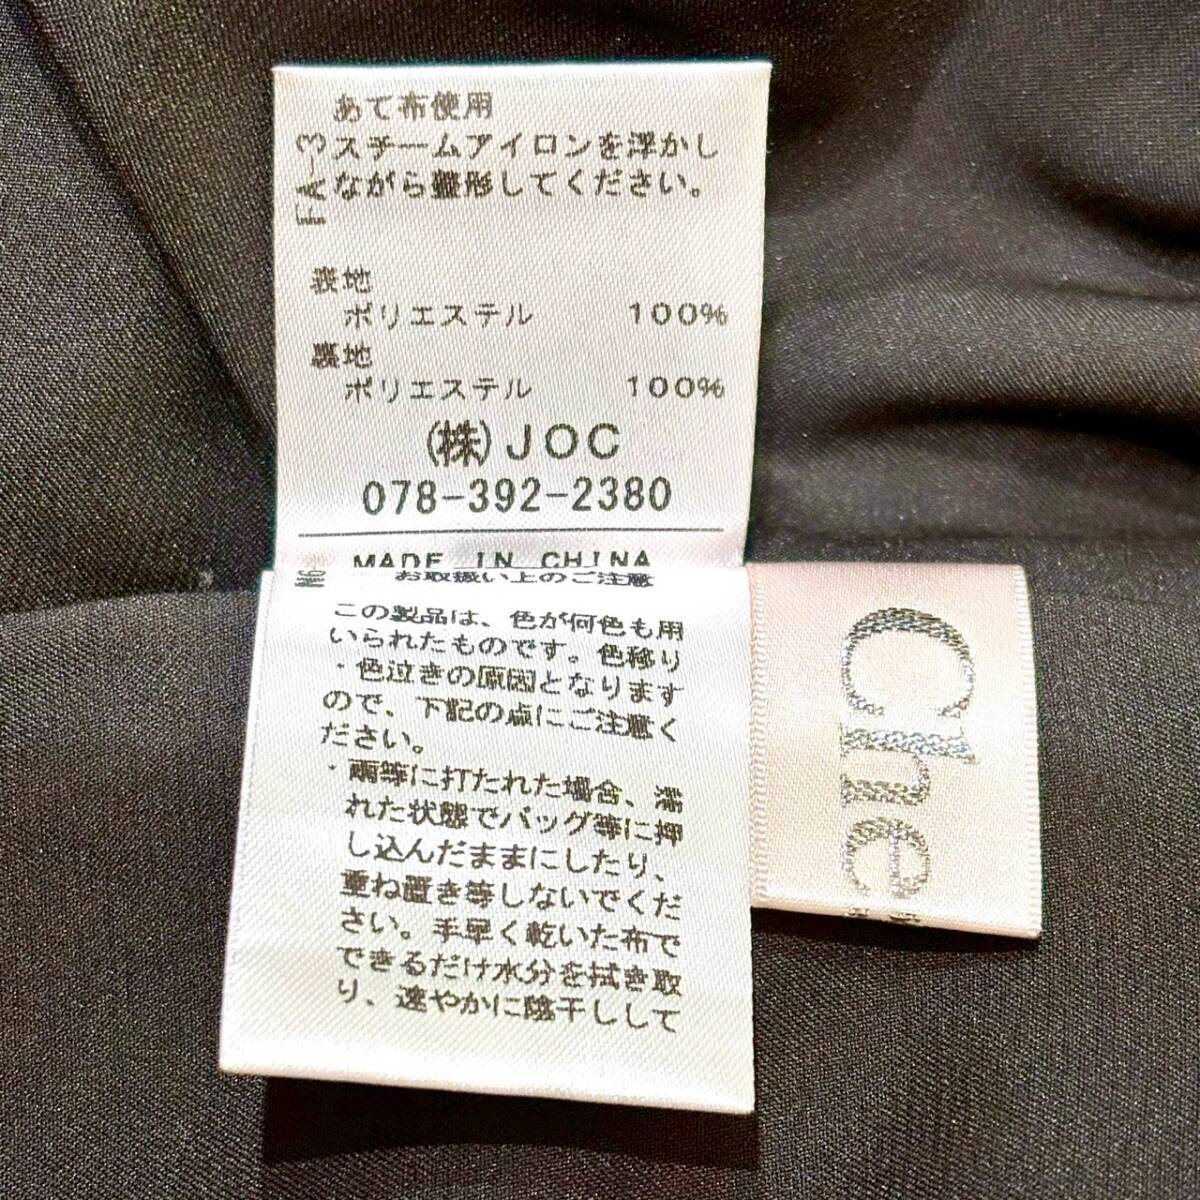 あて布使用
スチームアイロンを浮かし
ながら整形してください。
FA-3
表地
ポリエステル 100%
裏地
ポリエステル 100%
(株)JOC
078-392-2380
MADE IN CHINA
お取扱い上のご注意
この製品は、色が何色も用
いられたものです。色移り
・色泣きの原因となります
ので、下記の点にご注意く
ださい。
・雨等に打たれた場合、濡
れた状態でバッグ等に押
し込んだままにしたり、
重ね置き等しないでくだ
さい。手早く乾いた布で
できるだけ水分を拭き取
り、速やかに陰干しして
Che